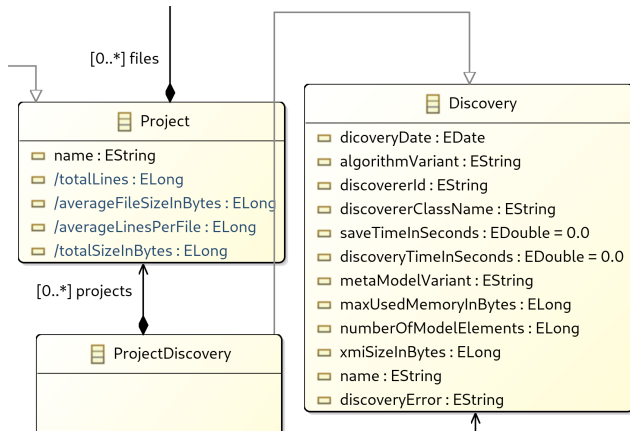 [0..*] files
Project
name : EString
/totalLines : ELong
/averageFileSizeInBytes : ELong
/averageLinesPerFile : ELong
/totalSizeInBytes : ELong
[0..*] projects
ProjectDiscovery
Discovery
dicoveryDate : EDate
algorithmVariant : EString
discovererId : EString
discovererClassName : EString
saveTimeInSeconds : EDouble = 0.0
discoveryTimeInSeconds : EDouble = 0.0
metaModelVariant : EString
maxUsedMemoryInBytes : ELong
numberOfModelElements : ELong
xmiSizeInBytes : ELong
name : EString
discoveryError : EString